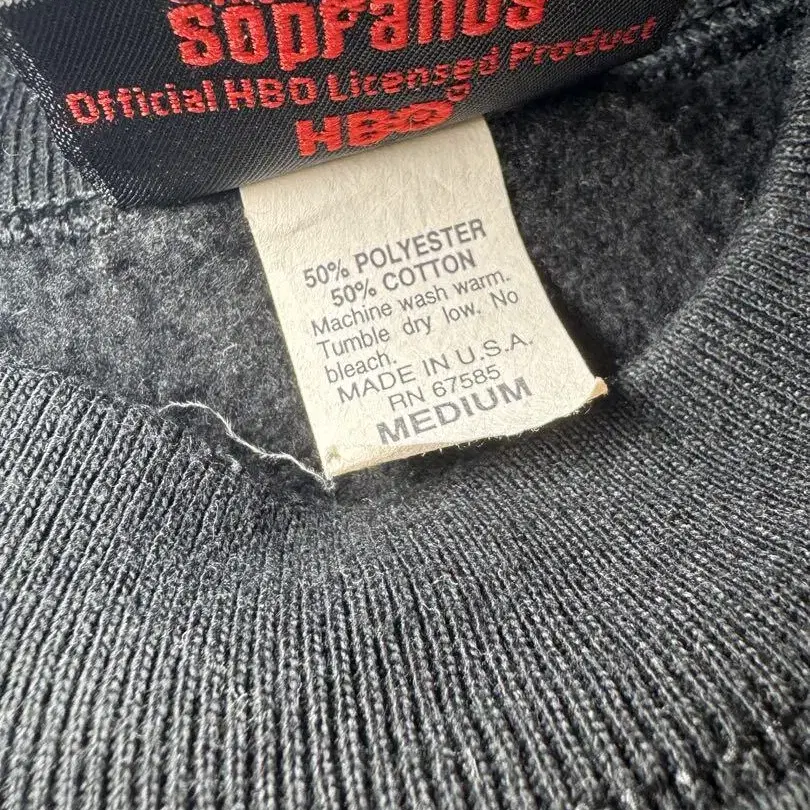 Sopranos
Official HBO Licensed Product
HBO
50% POLYESTER
50% COTTON
Machine wash warm.
Tumble dry low. No
bleach.
MADE IN U.S.A.
RN 67585
MEDIUM